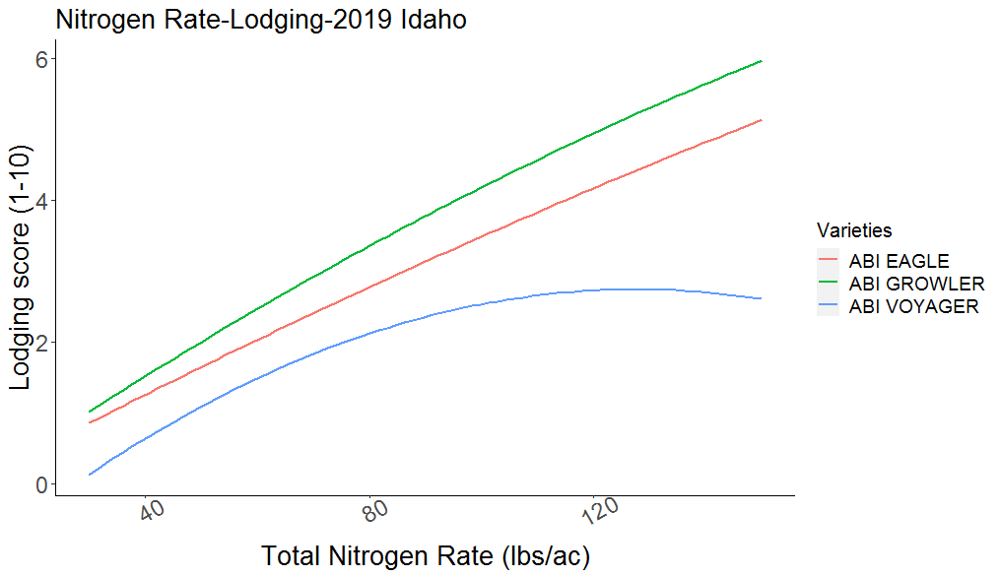 Nitrogen Rate-Lodging-2019 Idaho
Lodging score (1-10)
6
4
2
0
40
80
120
Total Nitrogen Rate (lbs/ac)
Varieties
ABI EAGLE
ABI GROWLER
ABI VOYAGER